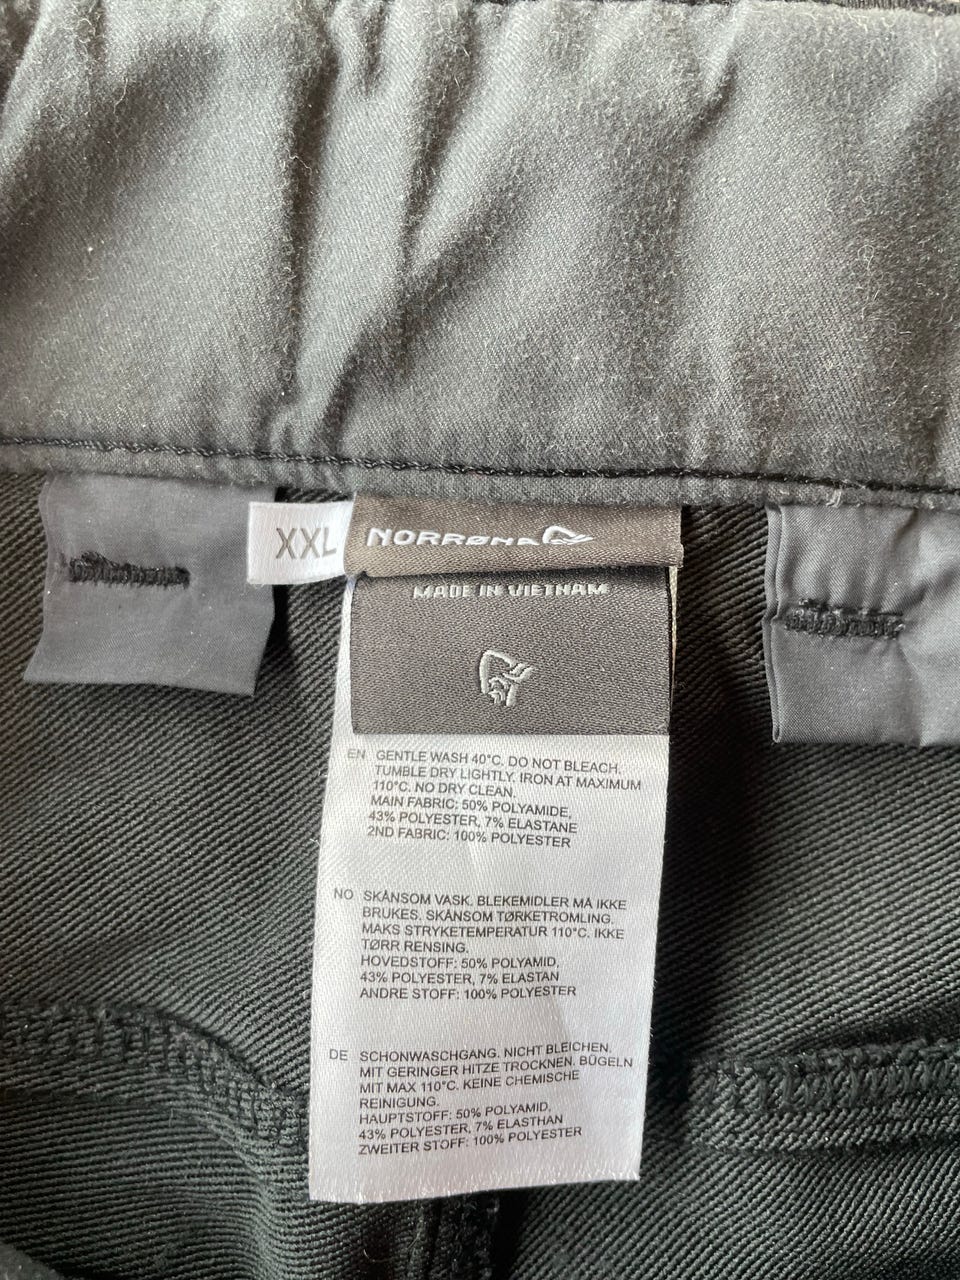 XXL
NORRØNA
MADE IN VIETNAM
EN GENTLE WASH 40°C. DO NOT BLEACH.
TUMBLE DRY LIGHTLY. IRON AT MAXIMUM
110°C. NO DRY CLEAN.
MAIN FABRIC: 50% POLYAMIDE,
43% POLYESTER, 7% ELASTANE
2ND FABRIC: 100% POLYESTER
NO SKÅNSOM VASK. BLEKEMIDLER MÅ IKKE
BRUKES. SKÅNSOM TØRKETROMLING.
MAKS STRYKETEMPERATUR 110°C. IKKE
TØRR RENSING.
HOVEDSTOFF: 50% POLYAMID,
43% POLYESTER, 7% ELASTAN
ANDRE STOFF: 100% POLYESTER
DE SCHONWASCHGANG. NICHT BLEICHEN.
MIT GERINGER HITZE TROCKNEN. BÜGELN
MIT MAX 110°C. KEINE CHEMISCHE
REINIGUNG.
HAUPTSTOFF: 50% POLYAMID,
43% POLYESTER, 7% ELASTHAN
ZWEITER STOFF: 100% POLYESTER